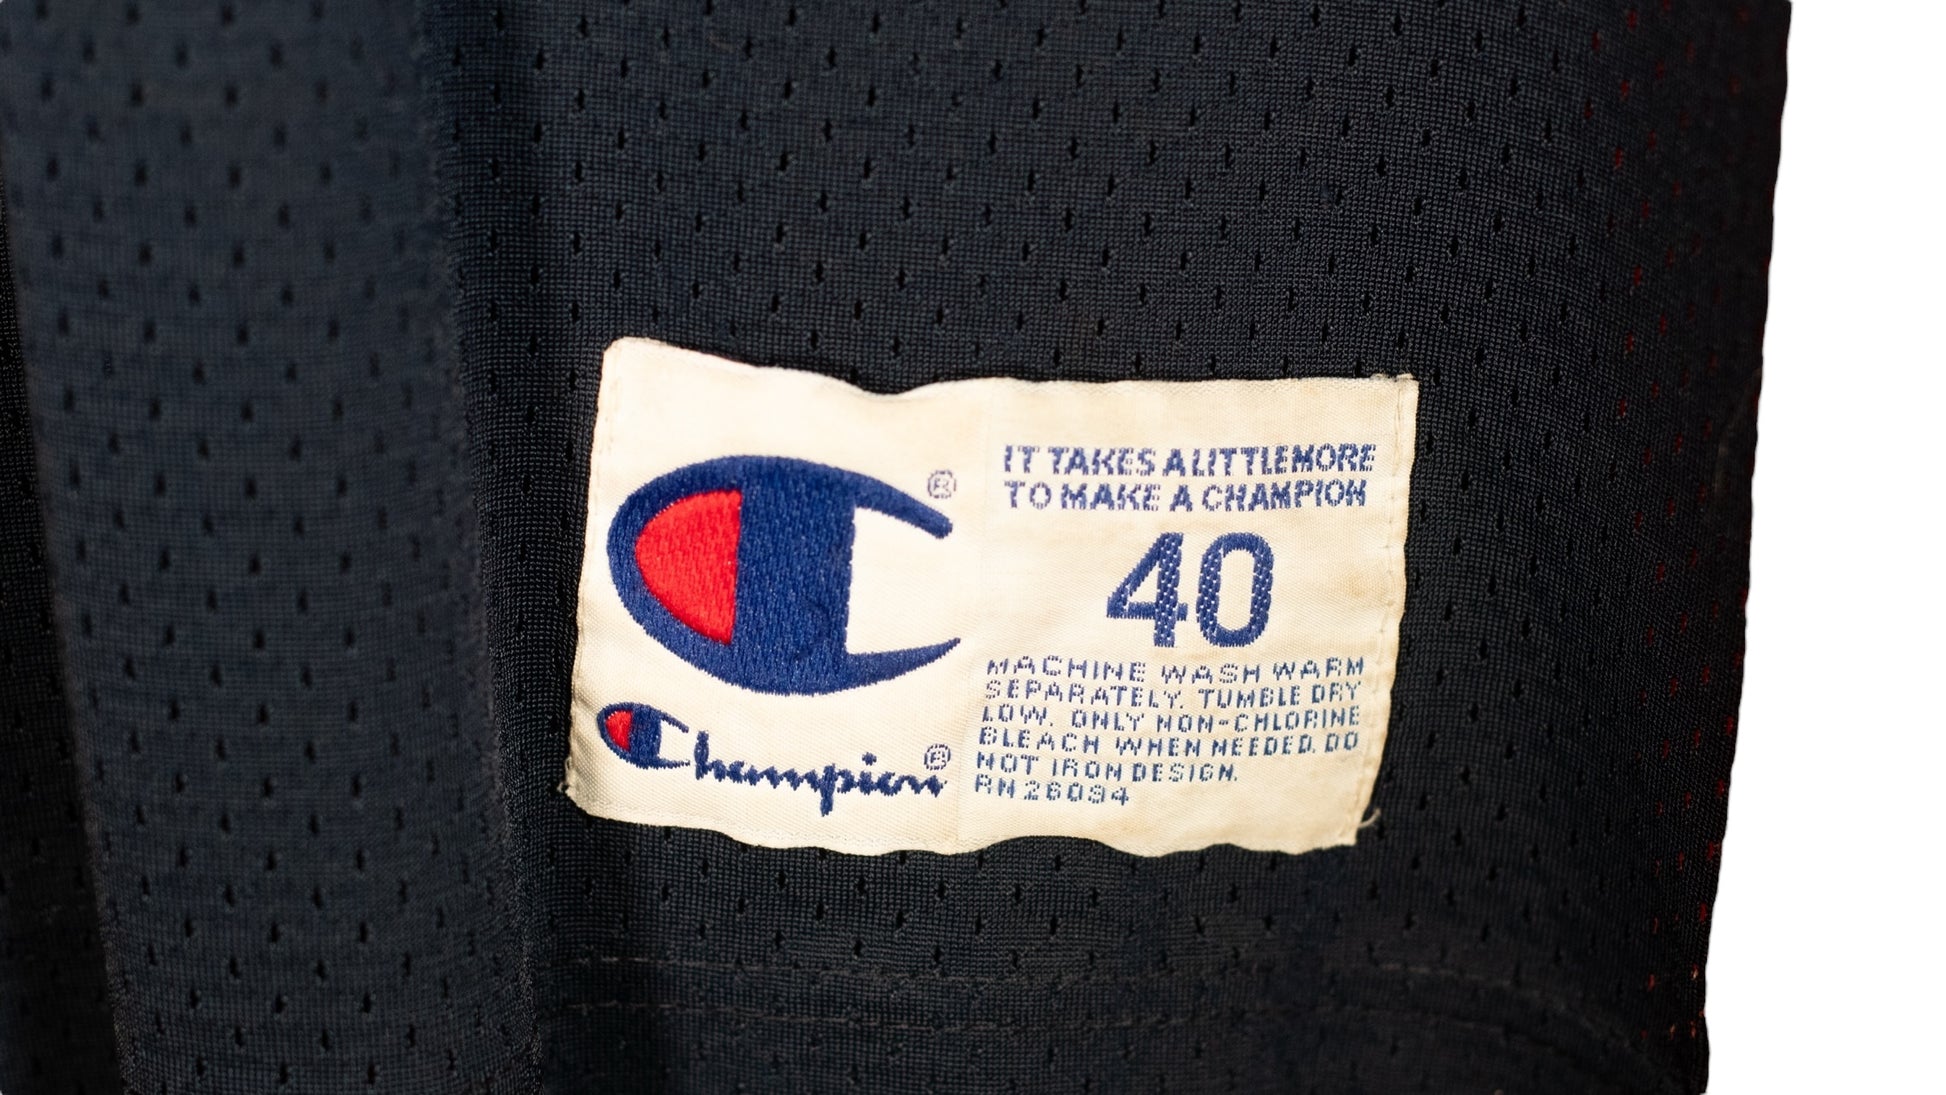 IT TAKES A LITTLE MORE
TO MAKE A CHAMPION
40
MACHINE WASH WARM
SEPARATELY. TUMBLE DRY
LOW. ONLY NON-CHLORINE
BLEACH WHEN NEEDED. DO
NOT IRON DESIGN.
RN 26094
Champion®